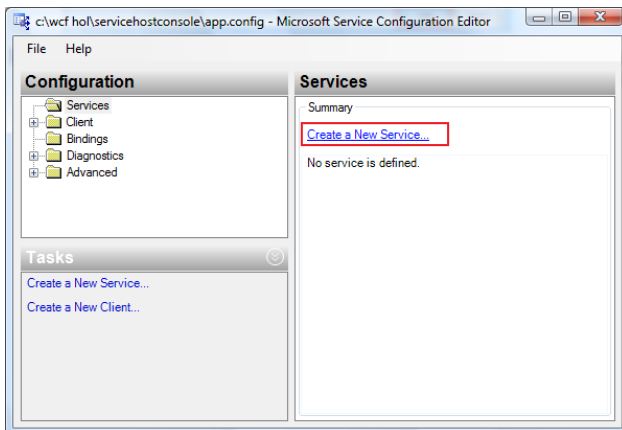 c:\wcf hol\servicehostconsole\app.config - Microsoft Service Configuration Editor
File Help
Configuration
Services
Client
Bindings
Diagnostics
Advanced
Tasks
Create a New Service...
Create a New Client...
Services
Summary
Create a New Service...
No service is defined.